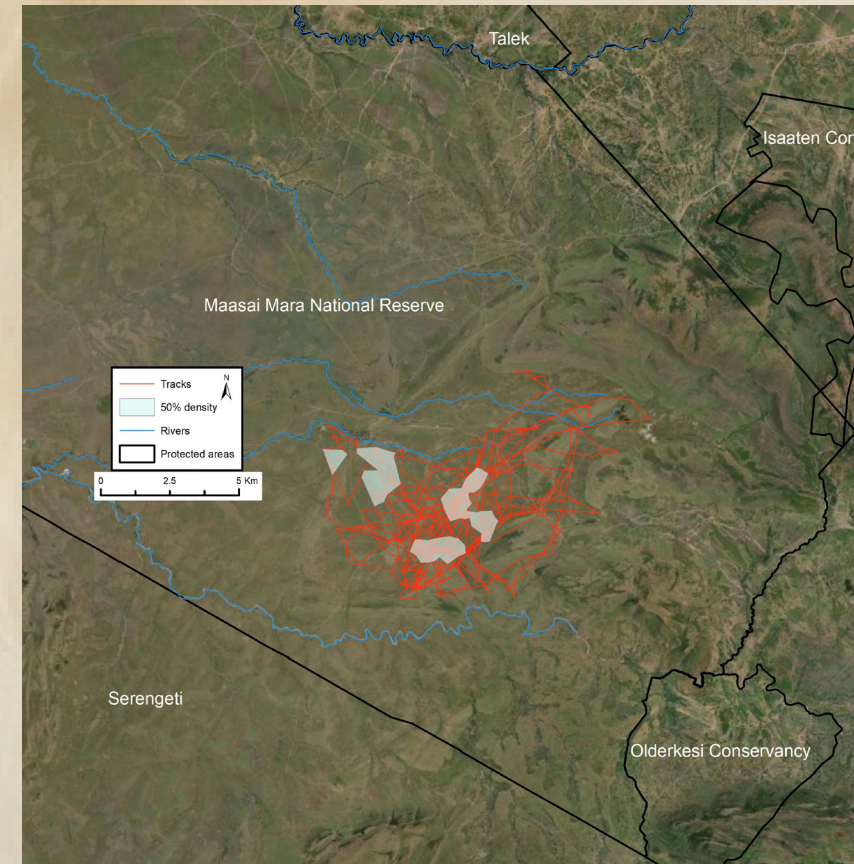 Talek
Isaaten Cor
Maasai Mara National Reserve
N
Tracks
50% density
Rivers
Protected areas
0 2.5 5 Km
Serengeti
Olderkesi Conservancy